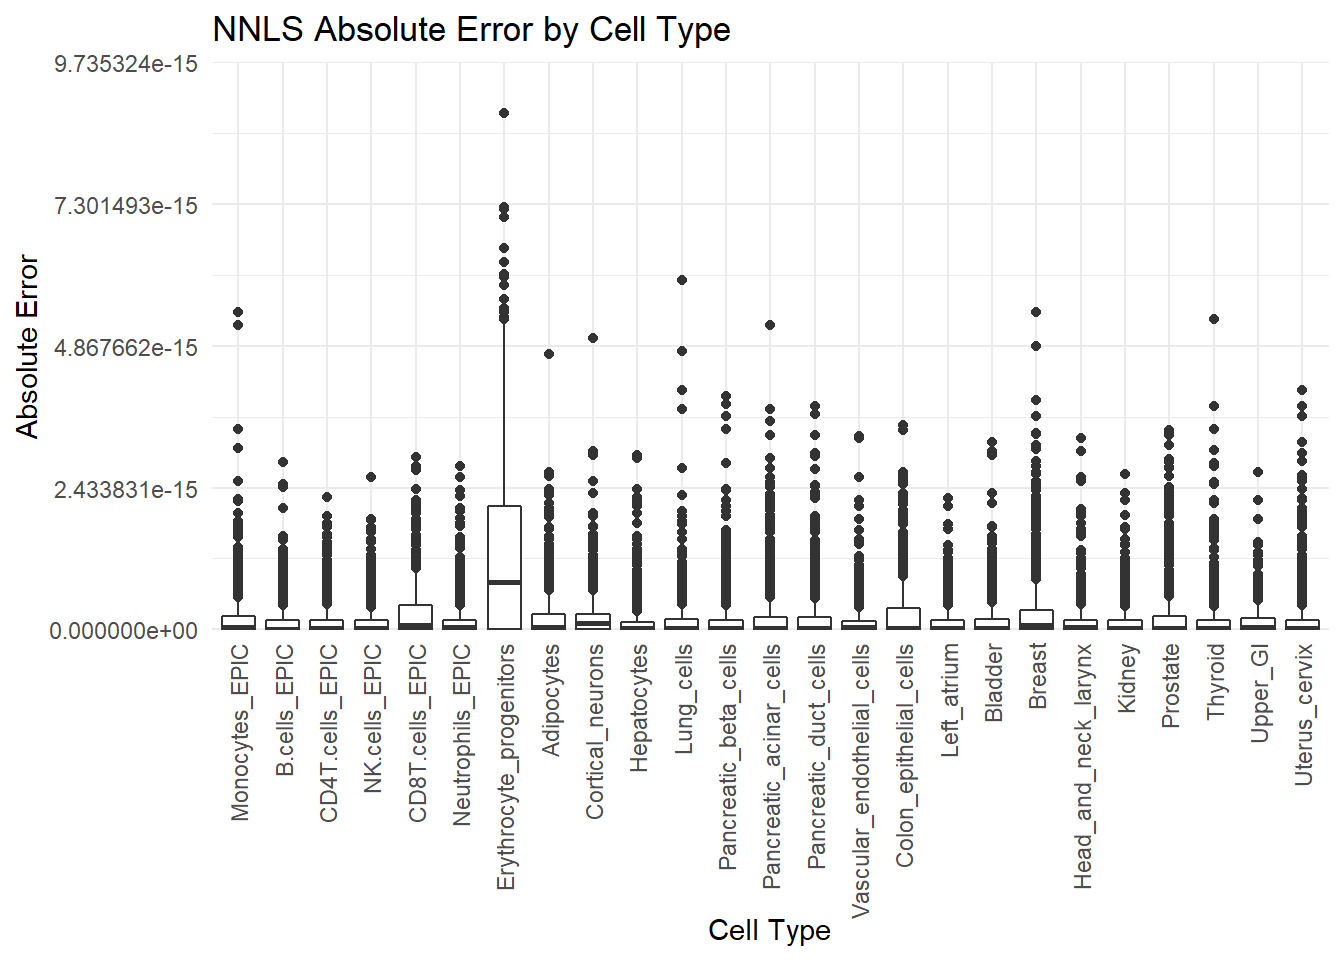 NNLS Absolute Error by Cell Type
9.735324e-15
7.301493e-15
4.867662e-15
2.433831e-15
0.000000e+00
Absolute Error
Monocytes_EPIC
B.cells_EPIC
CD4T.cells_EPIC
NK.cells_EPIC
CD8T.cells_EPIC
Neutrophils_EPIC
Erythrocyte_progenitors
Adipocytes
Cortical_neurons
Hepatocytes
Lung_cells
Pancreatic_beta_cells
Pancreatic_acinar_cells
Pancreatic_duct_cells
Vascular_endothelial_cells
Colon_epithelial_cells
Left_atrium
Bladder
Breast
Head_and_neck_larynx
Kidney
Prostate
Thyroid
Upper_GI
Uterus_cervix
Cell Type